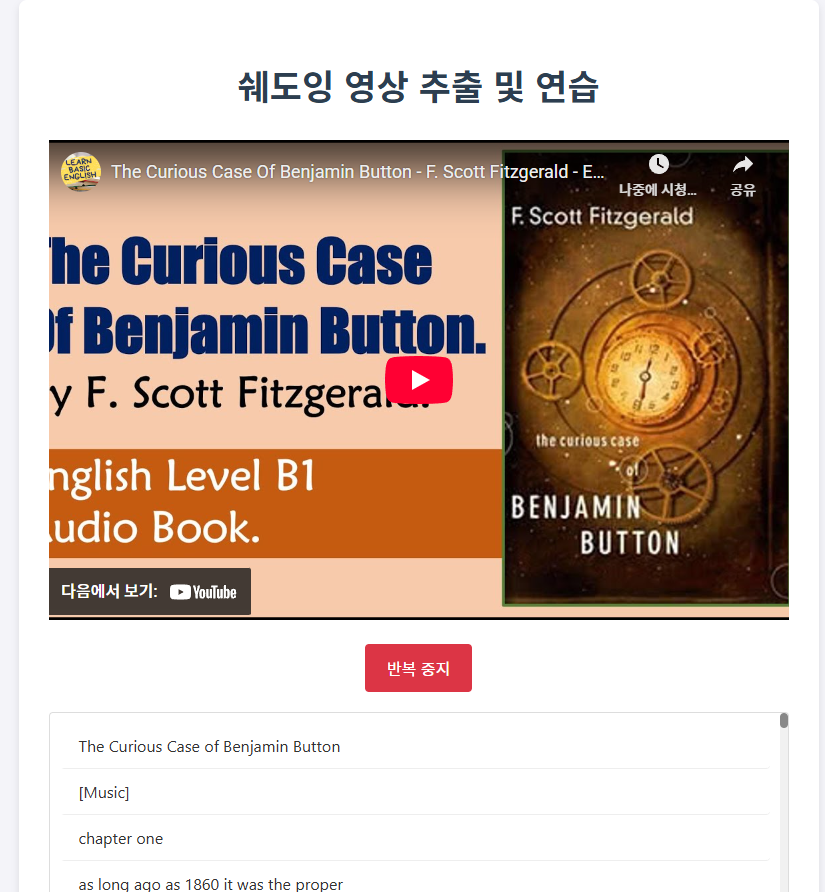 쉐도잉 영상 추출 및 연습
LEARN
BASIC
ENGLISH
The Curious Case Of Benjamin Button - F. Scott Fitzgerald - E...
나중에 시청...
공유
F. Scott Fitzgerald
The Curious Case
Of Benjamin Button.
y F. Scott Fitzgerald.
nglish Level B1
Audio Book.
the curious case
of
BENJAMIN
BUTTON
다음에서 보기: YouTube
반복 중지
The Curious Case of Benjamin Button
[Music]
chapter one
as long ago as 1860 it was the proper